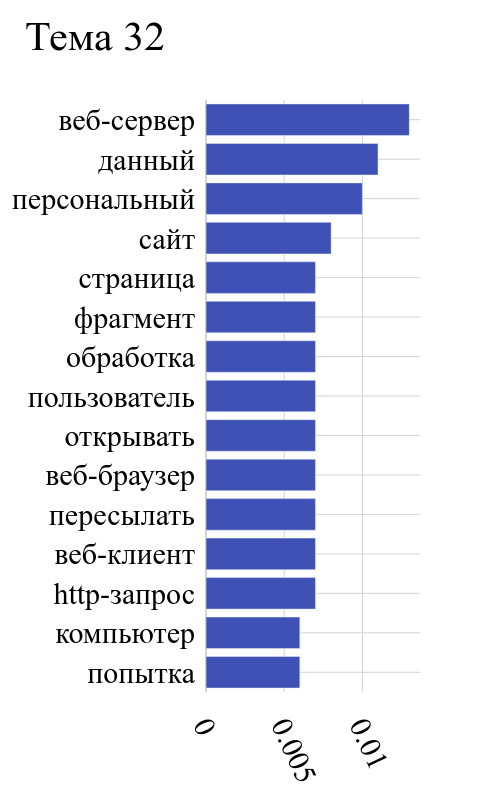 Тема 32
веб-сервер
данный
персональный
сайт
страница
фрагмент
обработка
пользователь
открывать
веб-браузер
пересылать
веб-клиент
http-запрос
компьютер
попытка
0
0.005
0.01